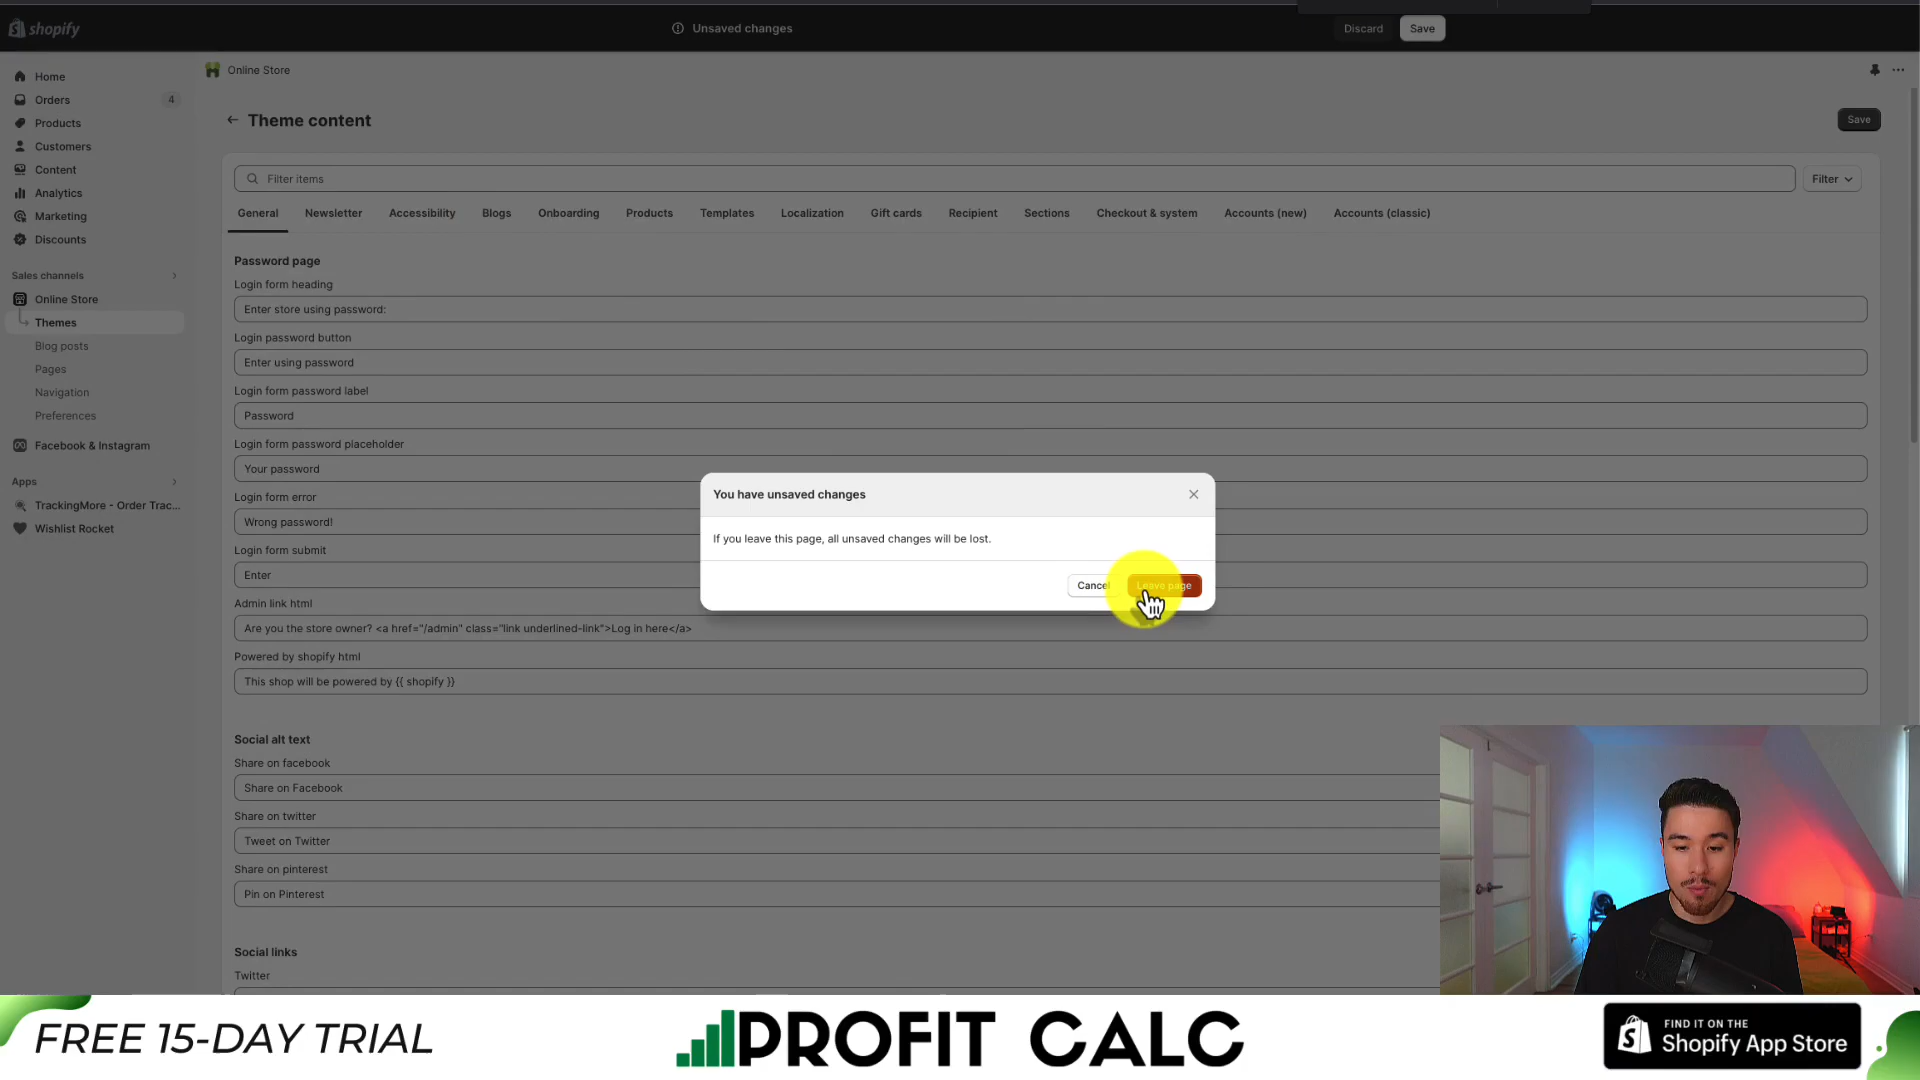 shopify
Unsaved changes
Discard
Save
Home
Orders
4
Products
Customers
Content
Analytics
Marketing
Discounts
Sales channels
Online Store
Themes
Blog posts
Pages
Navigation
Preferences
Facebook & Instagram
Apps
TrackingMore - Order Trac...
Wishlist Rocket
Online Store
Theme content
Save
Filter items
Filter
General
Newsletter
Accessibility
Blogs
Onboarding
Products
Templates
Localization
Gift cards
Recipient
Sections
Checkout & system
Accounts (new)
Accounts (classic)
Password page
Login form heading
Enter store using password:
Login password button
Enter using password
Login form password label
Password
Login form password placeholder
Your password
Login form error
Wrong password!
Login form submit
Enter
Admin link html
Are you the store owner? <a href="/admin" class="link underlined-link">Log in here</a>
Powered by shopify html
This shop will be powered by {{ shopify }}
Social alt text
Share on facebook
Share on Facebook
Share on twitter
Tweet on Twitter
Share on pinterest
Pin on Pinterest
Social links
Twitter
You have unsaved changes
If you leave this page, all unsaved changes will be lost.
Cancel
Leave page
FREE 15-DAY TRIAL
PROFIT CALC
FIND IT ON THE
Shopify App Store